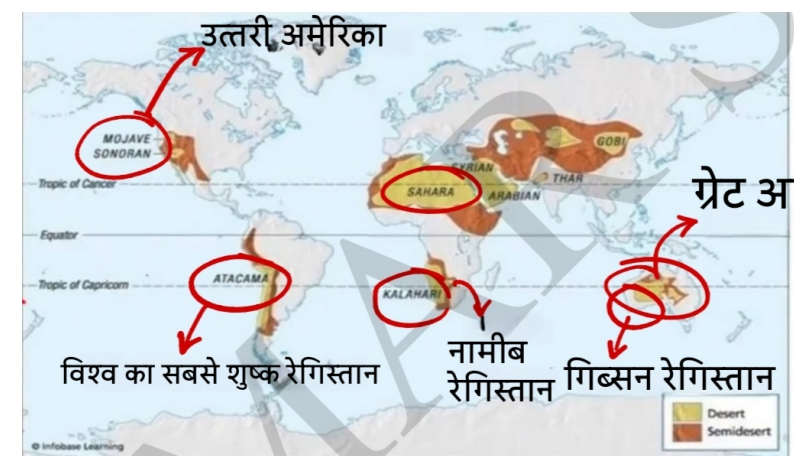 उत्तरी अमेरिका
MOJAVE
SONORAN
GOBI
SYRIAN
THAR
Tropic of Cancer
SAHARA
ARABIAN
ग्रेट आ
Equator
ATACAMA
Tropic of Capricorn
KALAHARI
नामीब
रेगिस्तान
विश्व का सबसे शुष्क रेगिस्तान
गिब्सन रेगिस्तान
Desert
Semidesert
© Infobase Learning